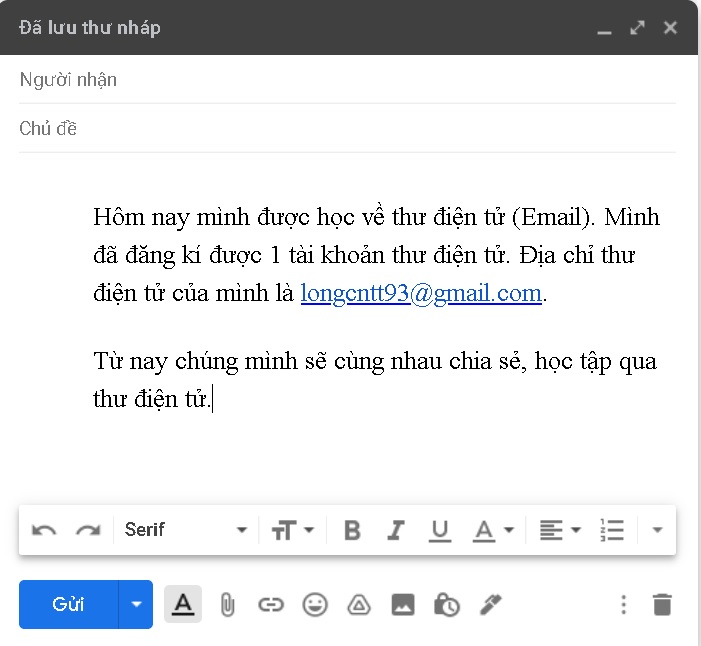 Đã lưu thư nháp
Người nhận
Chủ đề
Hôm nay mình được học về thư điện tử (Email). Mình
đã đăng kí được 1 tài khoản thư điện tử. Địa chỉ thư
điện tử của mình là longcntt93@gmail.com.
Từ nay chúng mình sẽ cùng nhau chia sẻ, học tập qua
thư điện tử.
Serif
Gửi